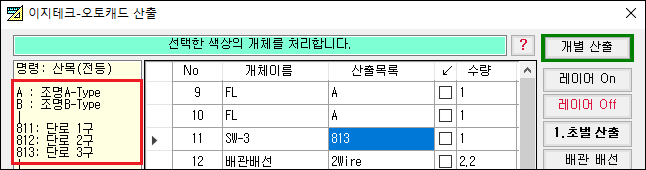 이지테크-오토캐드 산출
선택한 색상의 개체를 처리합니다.
?
개별 산출
명령: 산목(전등)
A : 조명A-Type
B : 조명B-Type
|
811: 단로 1구
812: 단로 2구
813: 단로 3구
No 개체이름 산출목록 ↙ 수량
9 FL A 1
10 FL A 1
11 SW-3 813 1
12 배관배선 2Wire 2,2
레이어 On
레이어 Off
1.초벌 산출
배관 배선